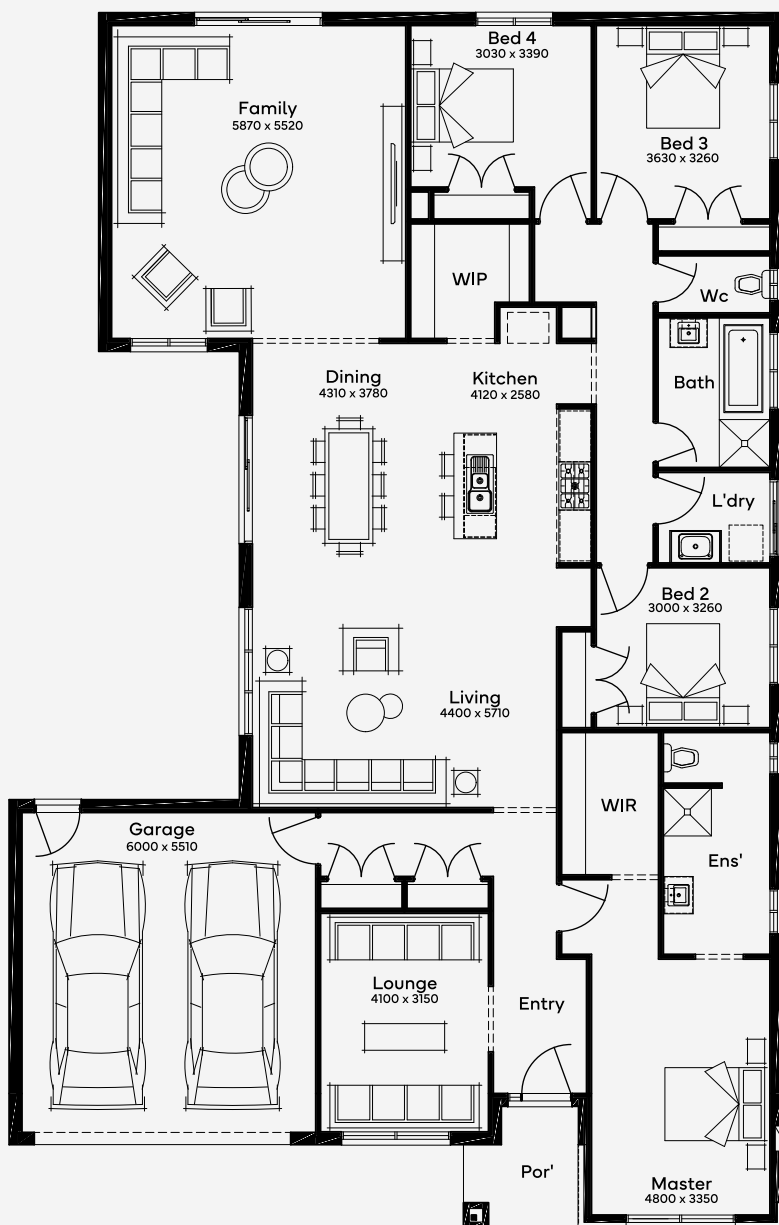 Bed 4
3030 x 3390
Family
5870 x 5520
Bed 3
3630 x 3260
WIP
Wc
Dining
4310 x 3780
Kitchen
4120 x 2580
Bath
L'dry
Bed 2
3000 x 3260
Living
4400 x 5710
WIR
Garage
6000 x 5510
Ens'
Lounge
4100 x 3150
Entry
Por'
Master
4800 x 3350